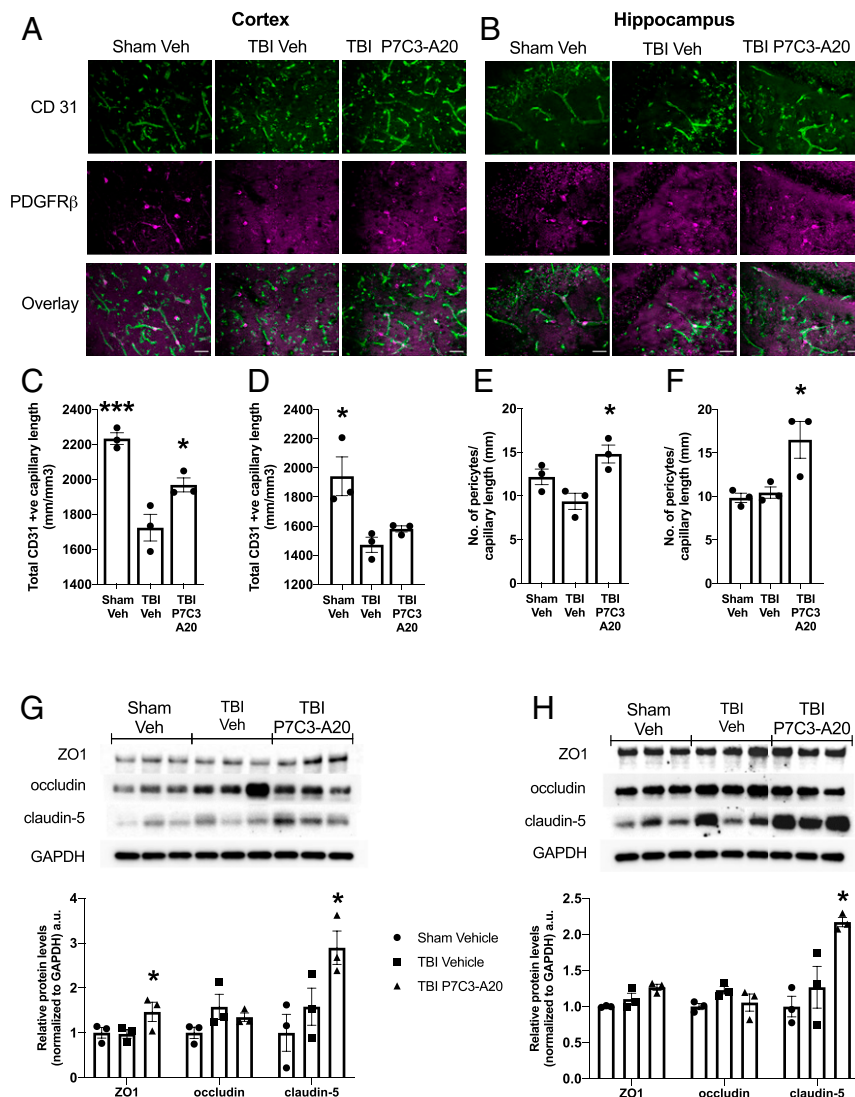 A
Cortex
Sham Veh
TBI Veh
TBI P7C3-A20
CD 31
PDGFRβ
Overlay
B
Hippocampus
Sham Veh
TBI Veh
TBI P7C3-A20
C
Total CD31 +ve capillary length
(mm/mm3)
2400
2200
2000
1800
1600
1400
***
*
Sham
Veh
TBI
Veh
TBI
P7C3
A20
D
Total CD31 +ve capillary length
(mm/mm3)
2400
2200
2000
1800
1600
1400
1200
*
Sham
Veh
TBI
Veh
TBI
P7C3
A20
E
No. of pericytes/
capillary length (mm)
20
15
10
5
0
*
Sham
Veh
TBI
Veh
TBI
P7C3
A20
F
No. of pericytes/
capillary length (mm)
20
15
10
5
0
*
Sham
Veh
TBI
Veh
TBI
P7C3
A20
G
Sham
Veh
TBI
Veh
TBI
P7C3-A20
ZO1
occludin
claudin-5
GAPDH
Relative protein levels
(normalized to GAPDH) a.u.
4
3
2
1
0
*
*
ZO1
occludin
claudin-5
Sham Vehicle
TBI Vehicle
TBI P7C3-A20
H
Sham
Veh
TBI
Veh
TBI
P7C3-A20
ZO1
occludin
claudin-5
GAPDH
Relative protein levels
(normalized to GAPDH) a.u.
2.5
2.0
1.5
1.0
0.5
0.0
*
ZO1
occludin
claudin-5